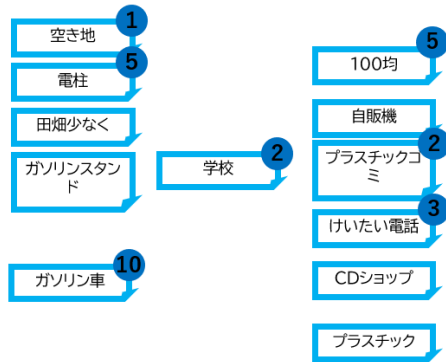 1
空き地
5
電柱
田畑少なく
ガソリンスタン
ド
10
ガソリン車
2
学校
5
100均
自販機
2
プラスチックコ
ミ
3
けいたい電話
CDショップ
プラスチック